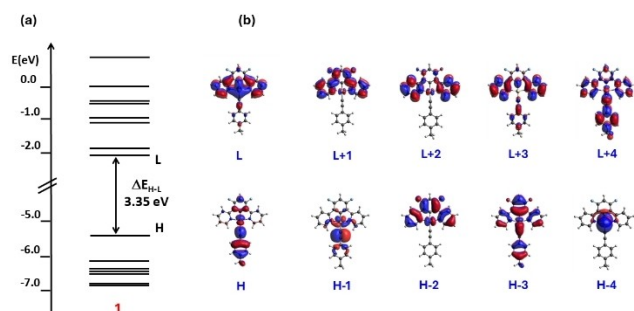 (a)
(b)
E(eV)
0.0
-1.0
-2.0
-5.0
-6.0
-7.0
L
ΔE_H-L
3.35 eV
H
1
L L+1 L+2 L+3 L+4
H H-1 H-2 H-3 H-4